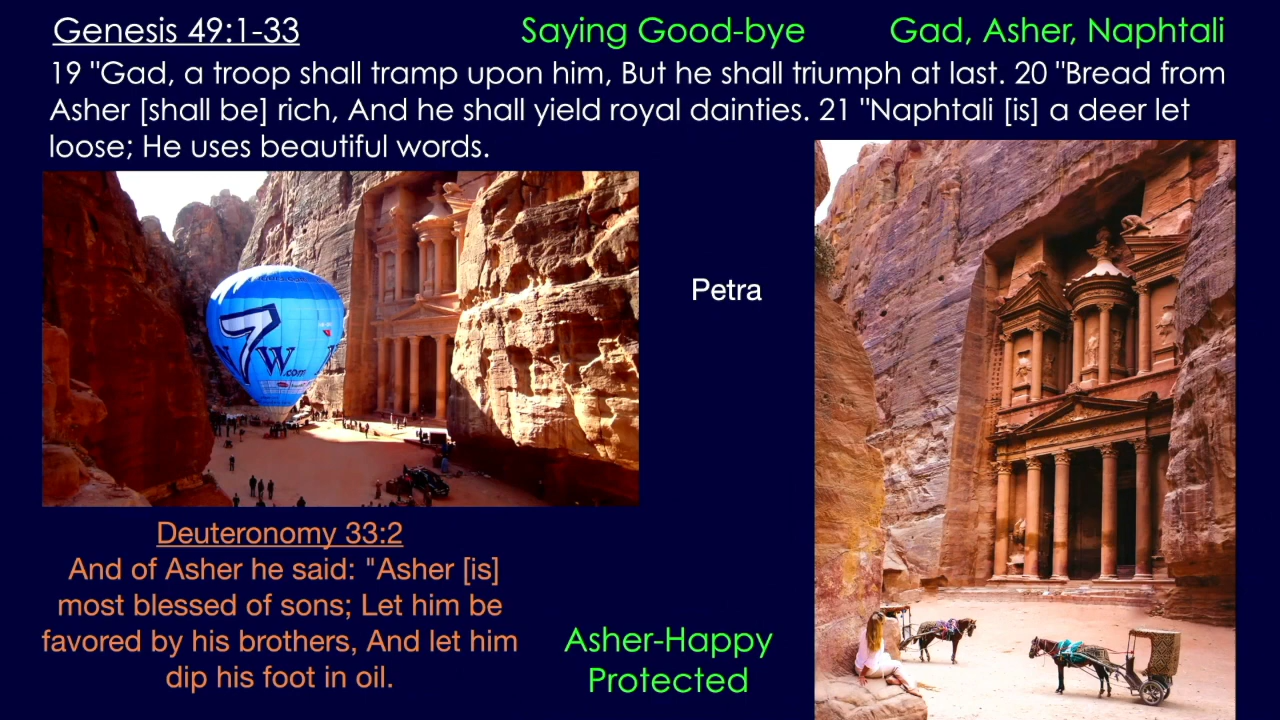 Genesis 49:1-33 Saying Good-bye Gad, Asher, Naphtali
19 "Gad, a troop shall tramp upon him, But he shall triumph at last. 20 "Bread from
Asher [shall be] rich, And he shall yield royal dainties. 21 "Naphtali [is] a deer let
loose; He uses beautiful words.
7
W.com
Petra
Deuteronomy 33:2
And of Asher he said: "Asher [is]
most blessed of sons; Let him be
favored by his brothers, And let him
dip his foot in oil.
Asher-Happy
Protected